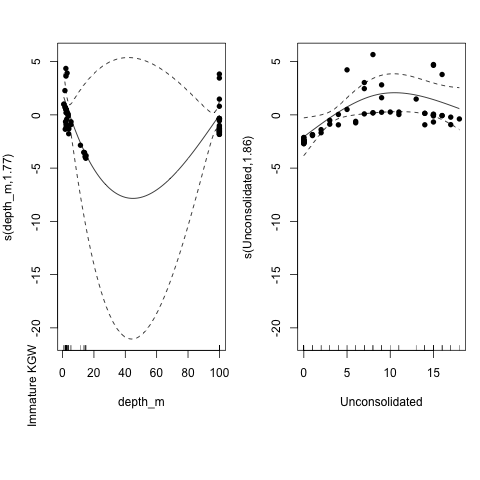 s(depth_m,1.77)
5
0
-5
-10
-15
-20
0 20 40 60 80 100
depth_m
Immature KGW
s(Unconsolidated,1.86)
5
0
-5
-10
-15
-20
0 5 10 15
Unconsolidated